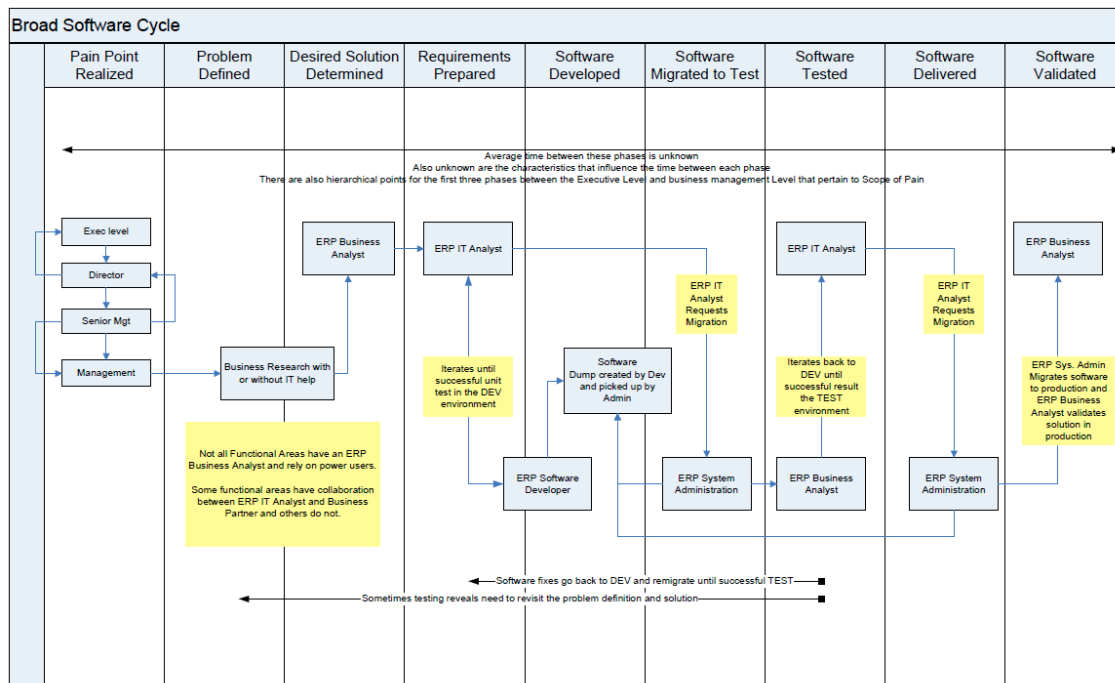 Broad Software Cycle
Pain Point
Realized
Problem
Defined
Desired Solution
Determined
Requirements
Prepared
Software
Developed
Software
Migrated to Test
Software
Tested
Software
Delivered
Software
Validated
Average time between these phases is unknown
Also unknown are the characteristics that influence the time between each phase
There are also hierarchical points for the first three phases between the Executive Level and business management Level that pertain to Scope of Pain
Exec level
Director
Senior Mgt
Management
Business Research with
or without IT help
Not all Functional Areas have an ERP
Business Analyst and rely on power users.
Some functional areas have collaboration
between ERP IT Analyst and Business
Partner and others do not.
ERP Business
Analyst
ERP IT Analyst
Iterates until
successful unit
test in the DEV
environment
ERP Software
Developer
Software
Dump created by Dev
and picked up by
Admin
ERP IT
Analyst
Requests
Migration
ERP System
Administration
ERP IT Analyst
Iterates back to
DEV until
successful result
the TEST
environment
ERP Business
Analyst
ERP IT
Analyst
Requests
Migration
ERP System
Administration
ERP Business
Analyst
ERP Sys. Admin
Migrates software
to production and
ERP Business
Analyst validates
solution in
production
Software fixes go back to DEV and remigrate until successful TEST
Sometimes testing reveals need to revisit the problem definition and solution